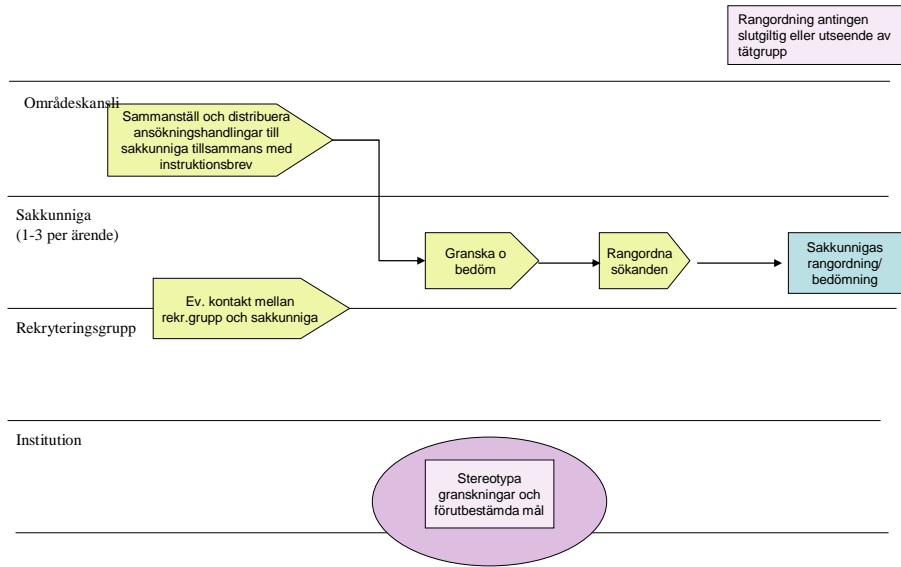 Rangordning antingen
slutgiltig eller utseende av
tätgrupp
Områdeskansli
Sammanställ och distribuera
ansökningshandlingar till
sakkunniga tillsammans med
instruktionsbrev
Sakkunniga
(1-3 per ärende)
Granska o
bedöm
Rangordna
sökanden
Sakkunnigas
rangordning/
bedömning
Ev. kontakt mellan
rekr.grupp och sakkunniga
Rekryteringsgrupp
Institution
Stereotypa
granskningar och
förutbestämda mål